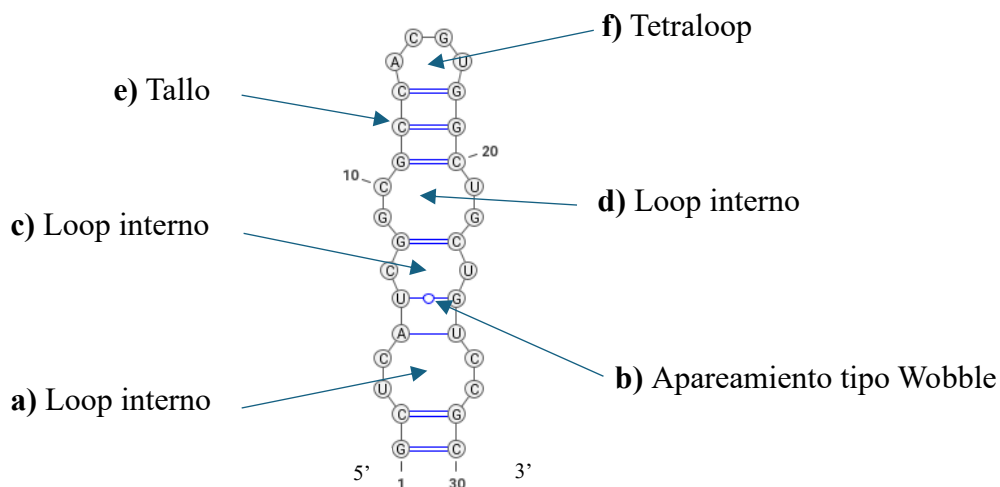 f) Tetraloop
C G
A U
e) Tallo
C G
C G
G C 20
10 C U
d) Loop interno
G G
c) Loop interno
G C
C U
U G
A U
C C
b) Apareamiento tipo Wobble
U C
a) Loop interno
C G
G C
5’ 1 30 3’